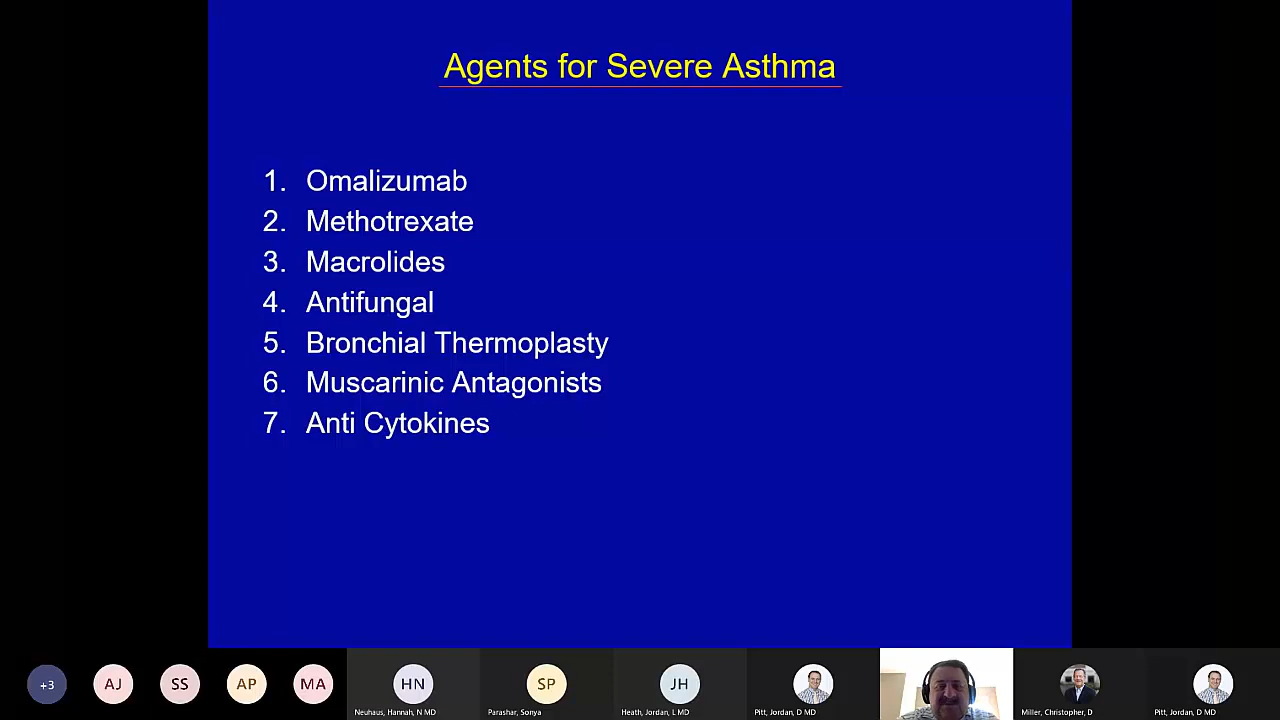 Agents for Severe Asthma
1. Omalizumab
2. Methotrexate
3. Macrolides
4. Antifungal
5. Bronchial Thermoplasty
6. Muscarinic Antagonists
7. Anti Cytokines
+3 AJ SS AP MA HN SP JH
Neuhaus, Hannah, N MD Parashar, Sonya Heath, Jordan, L MD Pitt, Jordan, D MD Miller, Christopher, D Pitt, Jordan, D MD